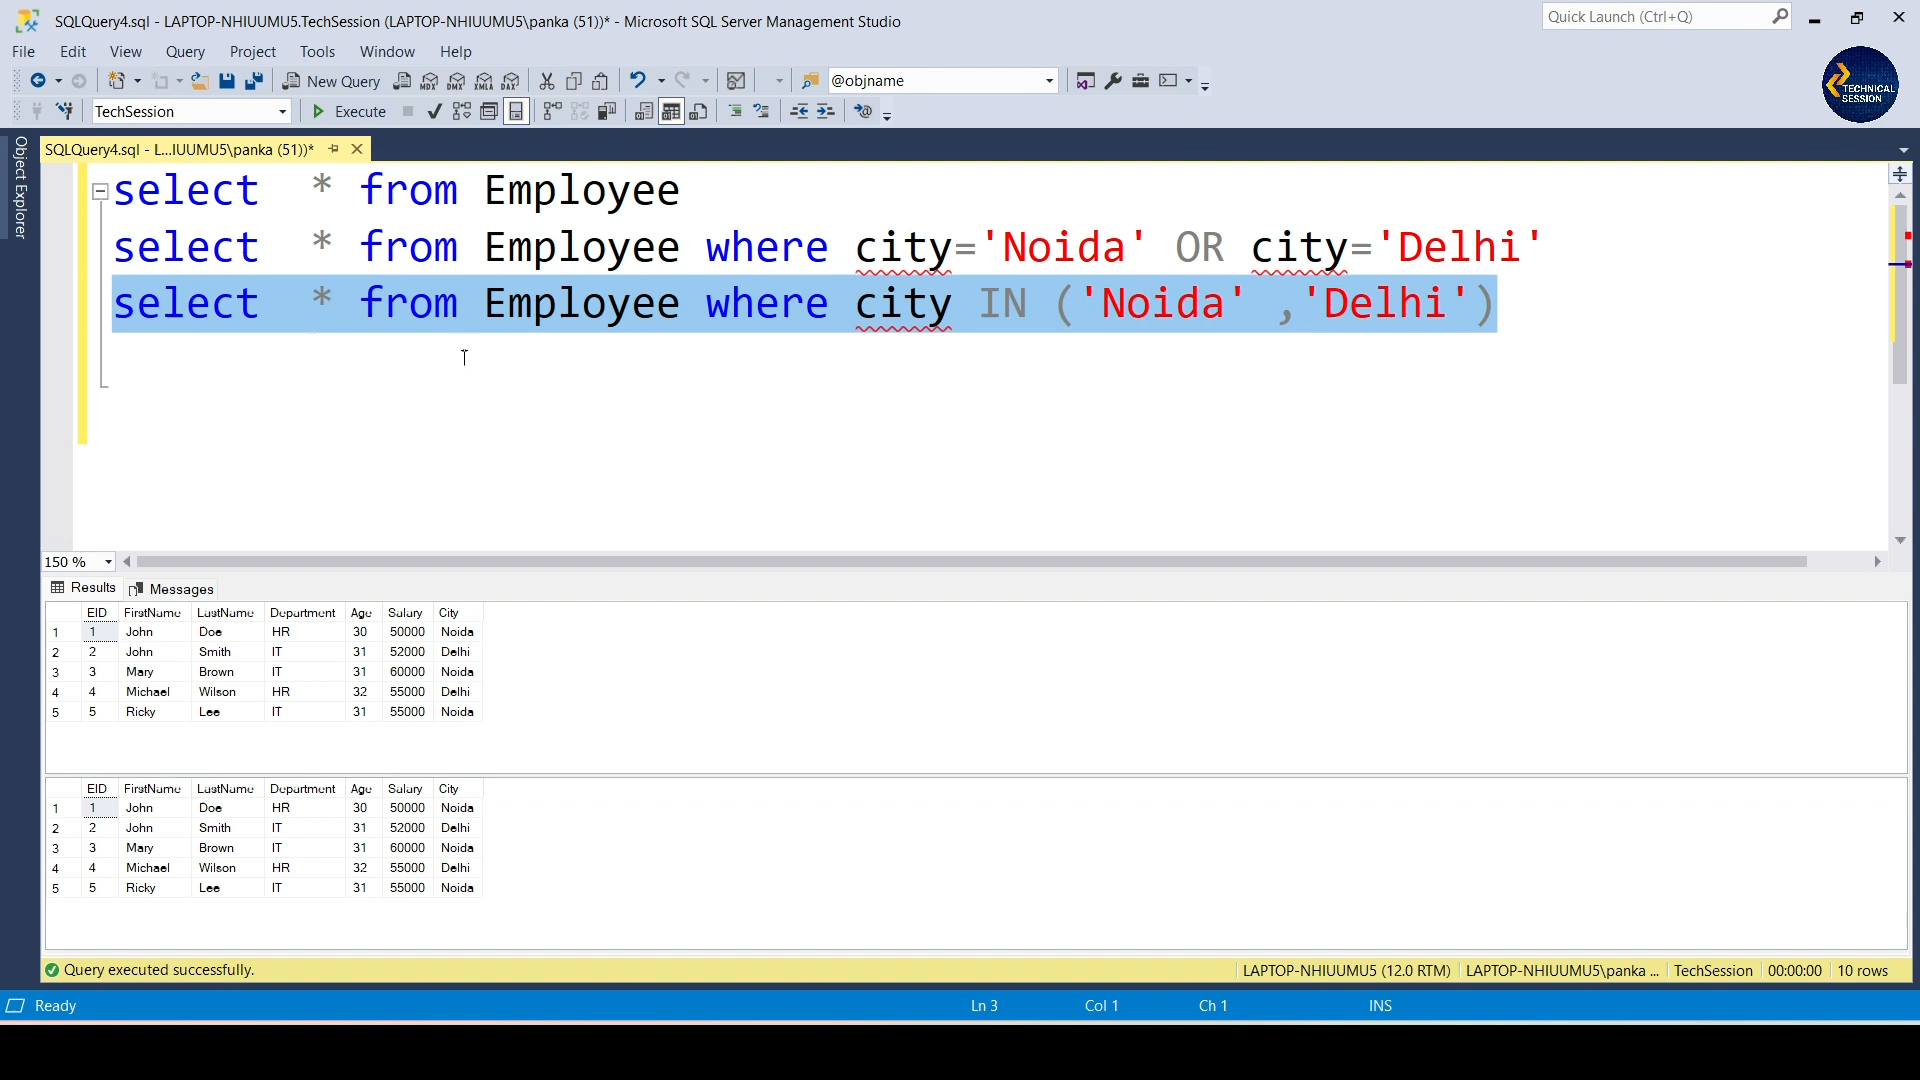 SQLQuery4.sql - LAPTOP-NHIUUMU5.TechSession (LAPTOP-NHIUUMU5\panka (51))* - Microsoft SQL Server Management Studio
Quick Launch (Ctrl+Q)
File Edit View Query Project Tools Window Help
New Query MDX DMX XMLA DAX @objname
TECHNICAL
SESSION
TechSession Execute
Object Explorer
SQLQuery4.sql - L...IUUMU5\panka (51))*
select * from Employee
select * from Employee where city='Noida' OR city='Delhi'
select * from Employee where city IN ('Noida' ,'Delhi')
150 %
Results Messages
EID FirstName LastName Department Age Salary City
1 1 John Doe HR 30 50000 Noida
2 2 John Smith IT 31 52000 Delhi
3 3 Mary Brown IT 31 60000 Noida
4 4 Michael Wilson HR 32 55000 Delhi
5 5 Ricky Lee IT 31 55000 Noida
EID FirstName LastName Department Age Salary City
1 1 John Doe HR 30 50000 Noida
2 2 John Smith IT 31 52000 Delhi
3 3 Mary Brown IT 31 60000 Noida
4 4 Michael Wilson HR 32 55000 Delhi
5 5 Ricky Lee IT 31 55000 Noida
Query executed successfully. LAPTOP-NHIUUMU5 (12.0 RTM) LAPTOP-NHIUUMU5\panka ... TechSession 00:00:00 10 rows
Ready Ln 3 Col 1 Ch 1 INS